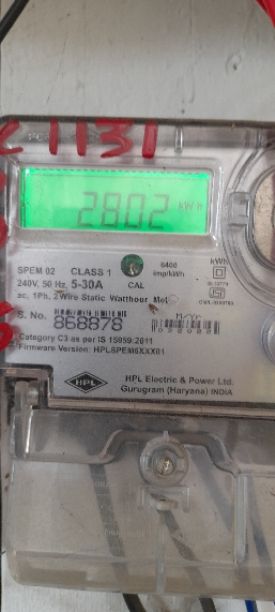 C 1131
2802 kWh
SPEM 02 CLASS 1 6400 imp/kWh kWh
240V, 50 Hz, 5-30A CAL
ac, 1Ph, 2Wire Static Watthour Met
S. No. 868878 M/Yr
Category C3 as per IS 15959:2011
Firmware Version: HPLSPEM6XXX01
HPL HPL Electric & Power Ltd.
Gurugram (Haryana) INDIA